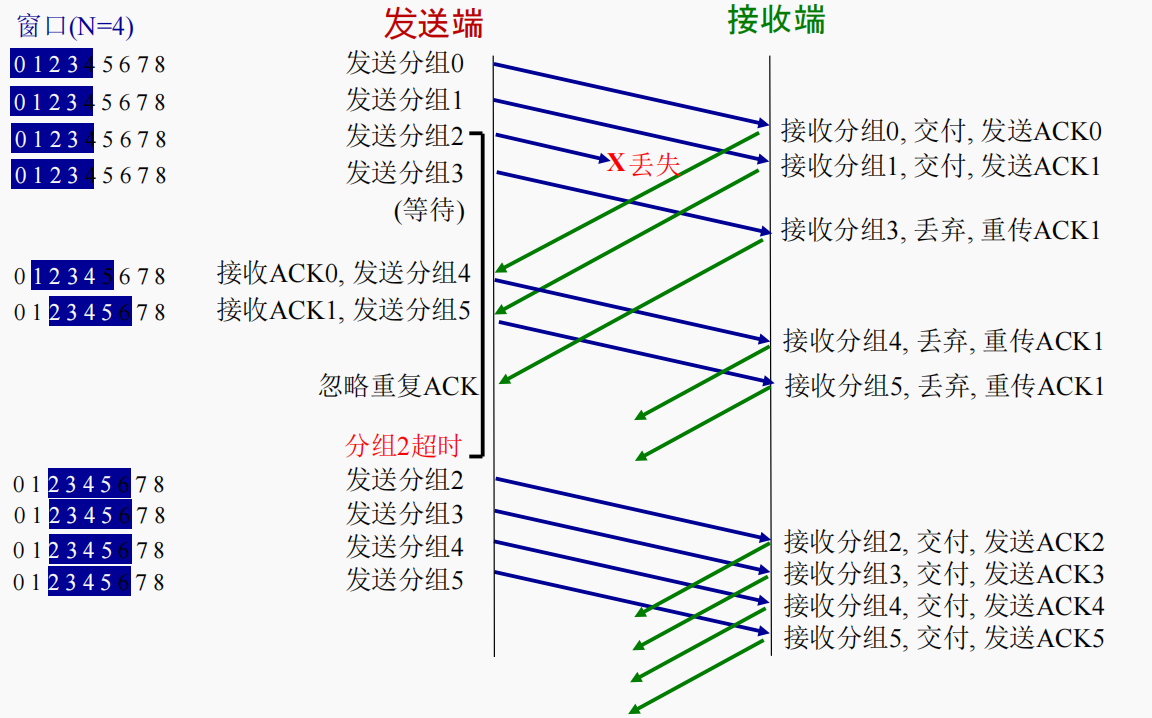 发送端 接收端
窗口(N=4)
0 1 2 3 4 5 6 7 8 发送分组0
0 1 2 3 4 5 6 7 8 发送分组1
接收分组0, 交付, 发送ACK0
0 1 2 3 4 5 6 7 8 发送分组2
X 丢失 接收分组1, 交付, 发送ACK1
0 1 2 3 4 5 6 7 8 发送分组3
(等待)
接收分组3, 丢弃, 重传ACK1
0 1 2 3 4 5 6 7 8 接收ACK0, 发送分组4
0 1 2 3 4 5 6 7 8 接收ACK1, 发送分组5
接收分组4, 丢弃, 重传ACK1
忽略重复ACK 接收分组5, 丢弃, 重传ACK1
分组2超时
0 1 2 3 4 5 6 7 8 发送分组2
0 1 2 3 4 5 6 7 8 发送分组3
0 1 2 3 4 5 6 7 8 发送分组4 接收分组2, 交付, 发送ACK2
0 1 2 3 4 5 6 7 8 发送分组5 接收分组3, 交付, 发送ACK3
接收分组4, 交付, 发送ACK4
接收分组5, 交付, 发送ACK5